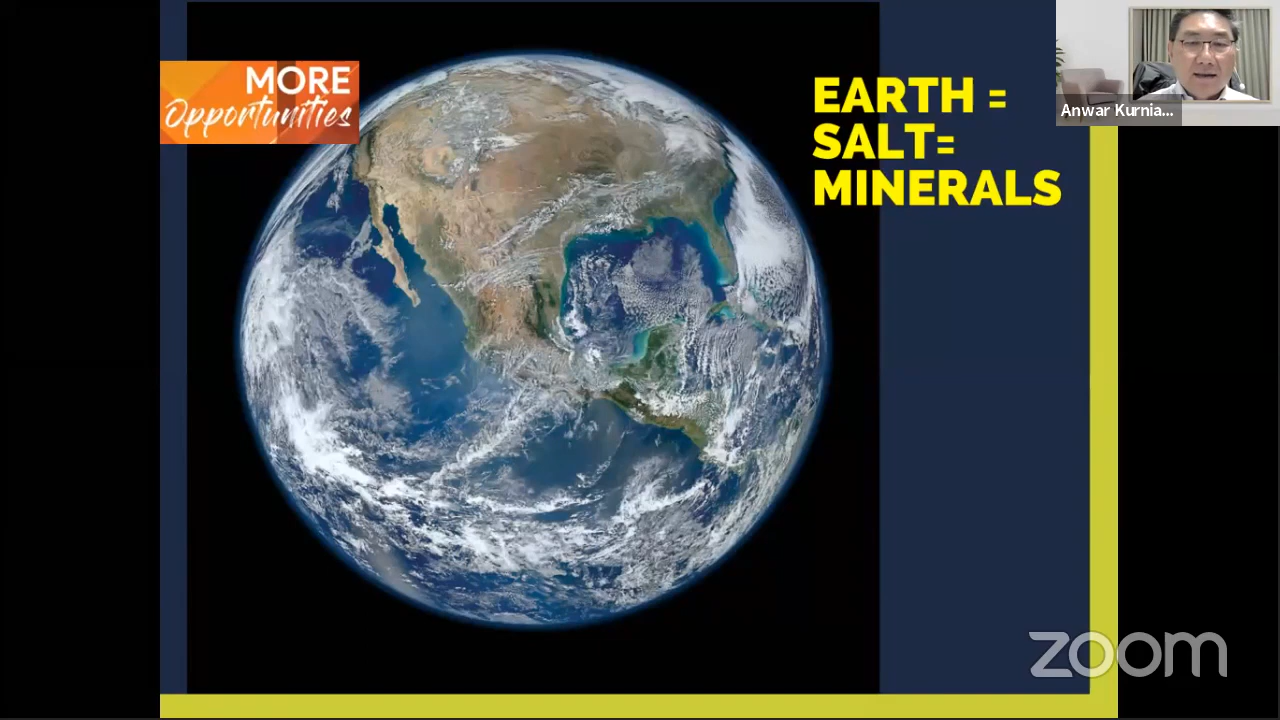 MORE
Opportunities
EARTH =
SALT=
MINERALS
Anwar Kurnia...
zoom